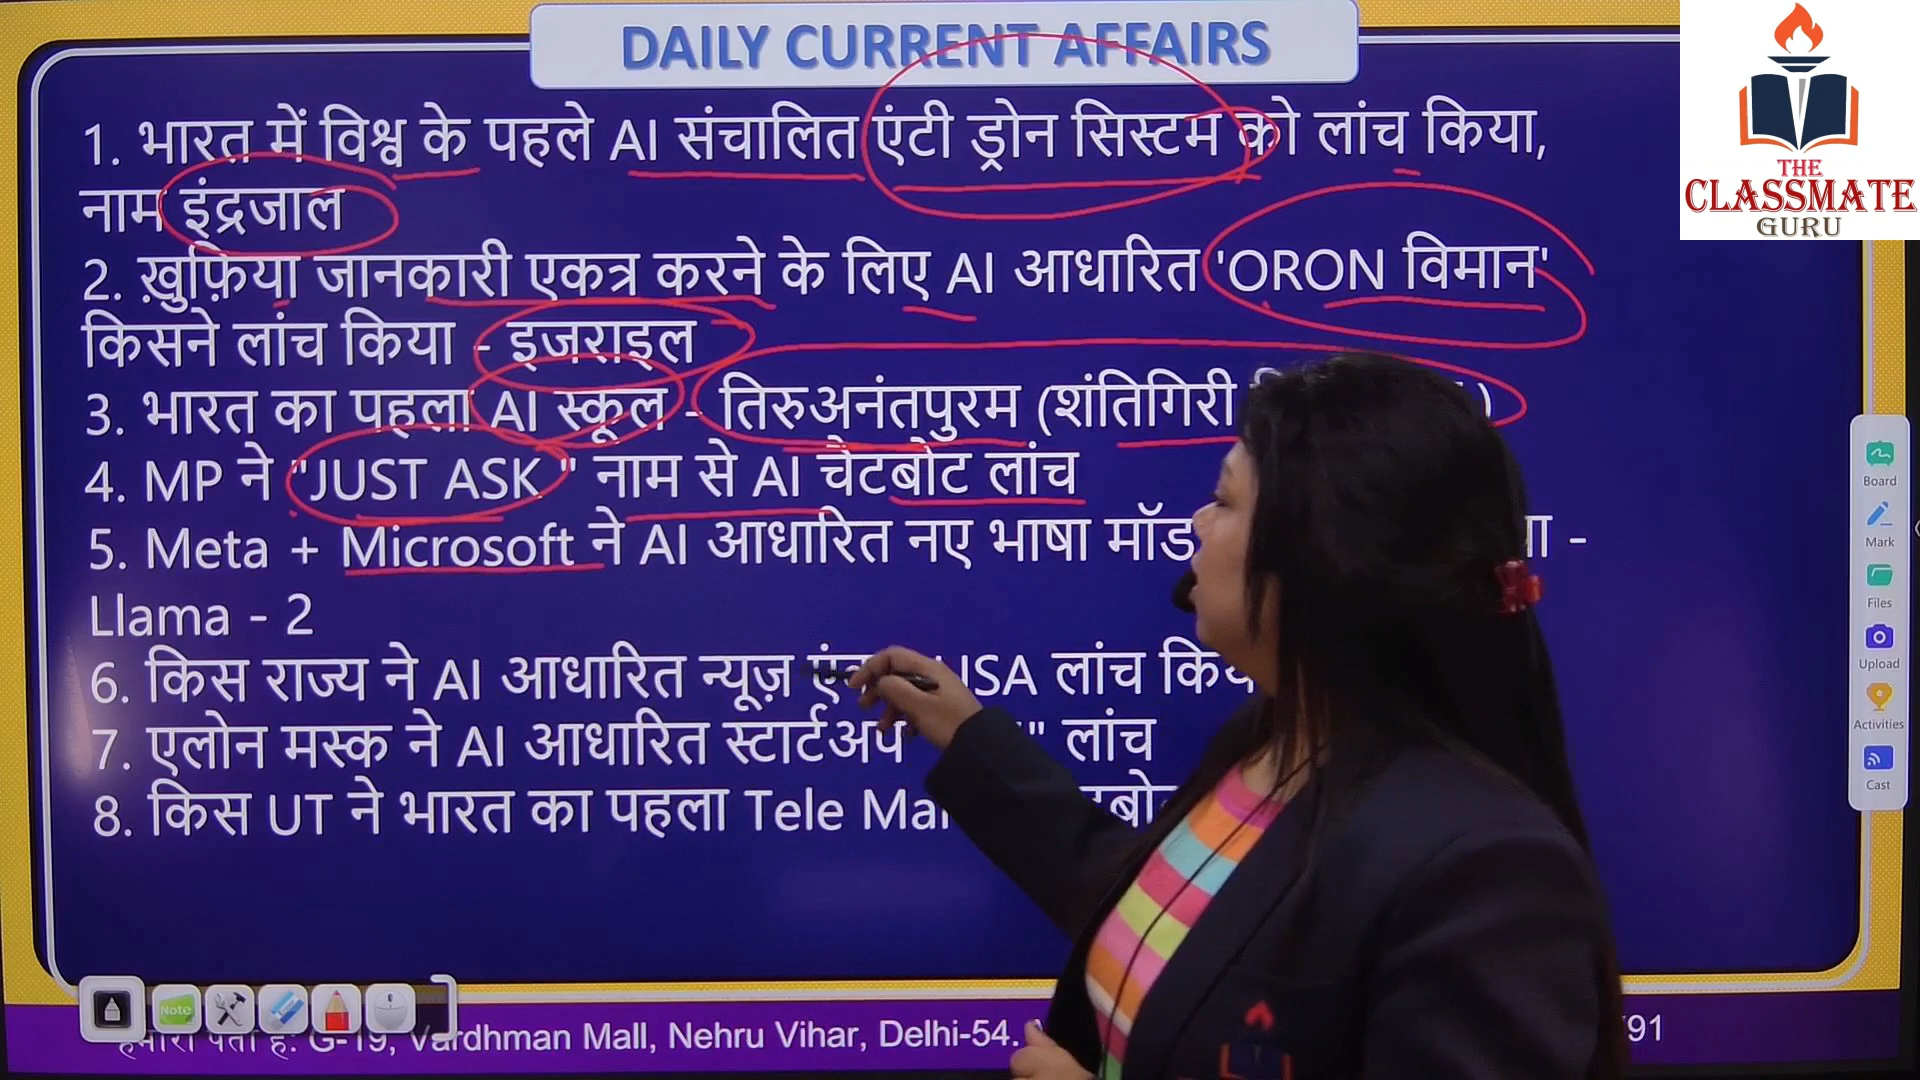 DAILY CURRENT AFFAIRS
THE
CLASSMATE
GURU
1. भारत में विश्व के पहले AI संचालित एंटी ड्रोन सिस्टम को लांच किया,
नाम इंद्रजाल
2. ख़ुफ़िया जानकारी एकत्र करने के लिए AI आधारित 'ORON विमान'
किसने लांच किया - इजराइल
3. भारत का पहला AI स्कूल - तिरुअनंतपुरम (शंतिगिरी )
4. MP ने "JUST ASK " नाम से AI चैटबोट लांच
5. Meta + Microsoft ने AI आधारित नए भाषा -
Llama - 2
6. किस राज्य ने AI आधारित न्यूज़ LISA लांच
7. एलोन मस्क ने AI आधारित स्टार्टअप " लांच
8. किस UT ने भारत का पहला Tele
Board
Mark
Files
Upload
Activities
Cast
Note
हमारा पता है: G-19, Vardhman Mall, Nehru Vihar, Delhi-54.
91